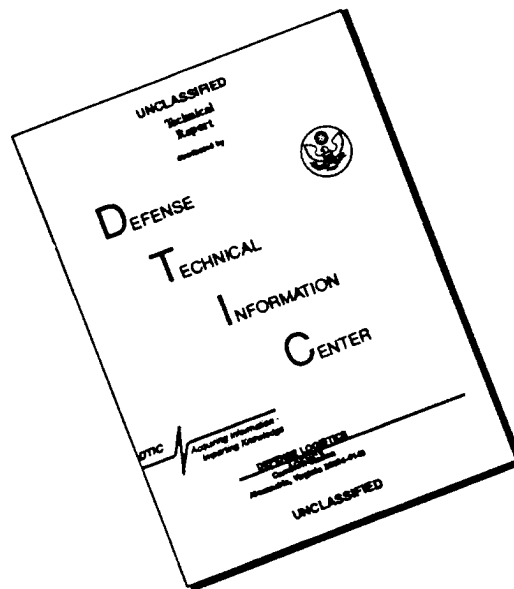 UNCLASSIFIED
Technical
Report
distributed by
DEFENSE
TECHNICAL
INFORMATION
CENTER
DTIC
Acquiring Information -
Imparting Knowledge
DEFENSE LOGISTICS
Cameron Station
Alexandria, Virginia
UNCLASSIFIED